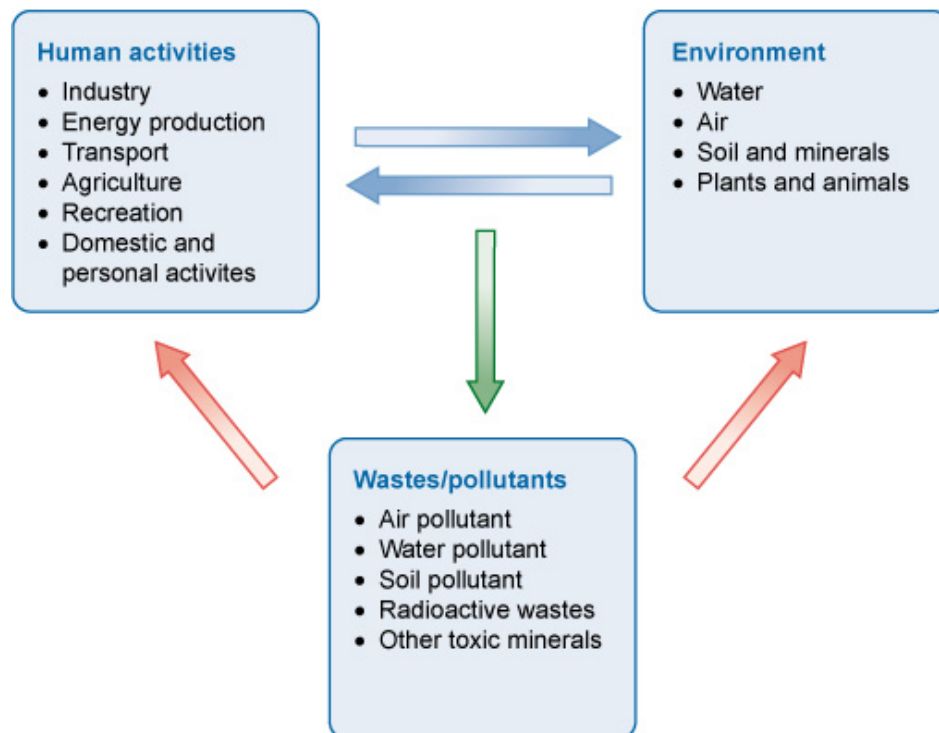 Human activities
• Industry
• Energy production
• Transport
• Agriculture
• Recreation
• Domestic and
personal activites
Environment
• Water
• Air
• Soil and minerals
• Plants and animals
Wastes/pollutants
• Air pollutant
• Water pollutant
• Soil pollutant
• Radioactive wastes
• Other toxic minerals